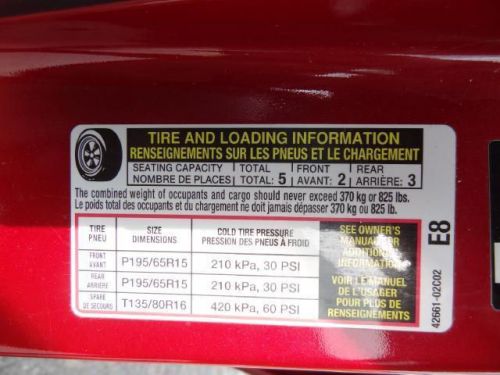 TIRE AND LOADING INFORMATION
RENSEIGNEMENTS SUR LES PNEUS ET LE CHARGEMENT
SEATING CAPACITY TOTAL FRONT REAR
NOMBRE DE PLACES TOTAL: 5 AVANT: 2 ARRIÈRE: 3
The combined weight of occupants and cargo should never exceed 370 kg or 825 lbs.
Le poids total des occupants et du chargement ne doit jamais dépasser 370 kg ou 825 lb.
TIRE SIZE COLD TIRE PRESSURE
PNEU DIMENSIONS PRESSION DES PNEUS À FROID
FRONT
AVANT P195/65R15 210 kPa, 30 PSI
REAR
ARRIÈRE P195/65R15 210 kPa, 30 PSI
SPARE
DE SECOURS T135/80R16 420 kPa, 60 PSI
SEE OWNER'S
MANUAL FOR
ADDITIONAL
INFORMATION
VOIR LE MANUEL
DE L'USAGER
POUR PLUS DE
RENSEIGNEMENTS
E8
42661-02C02